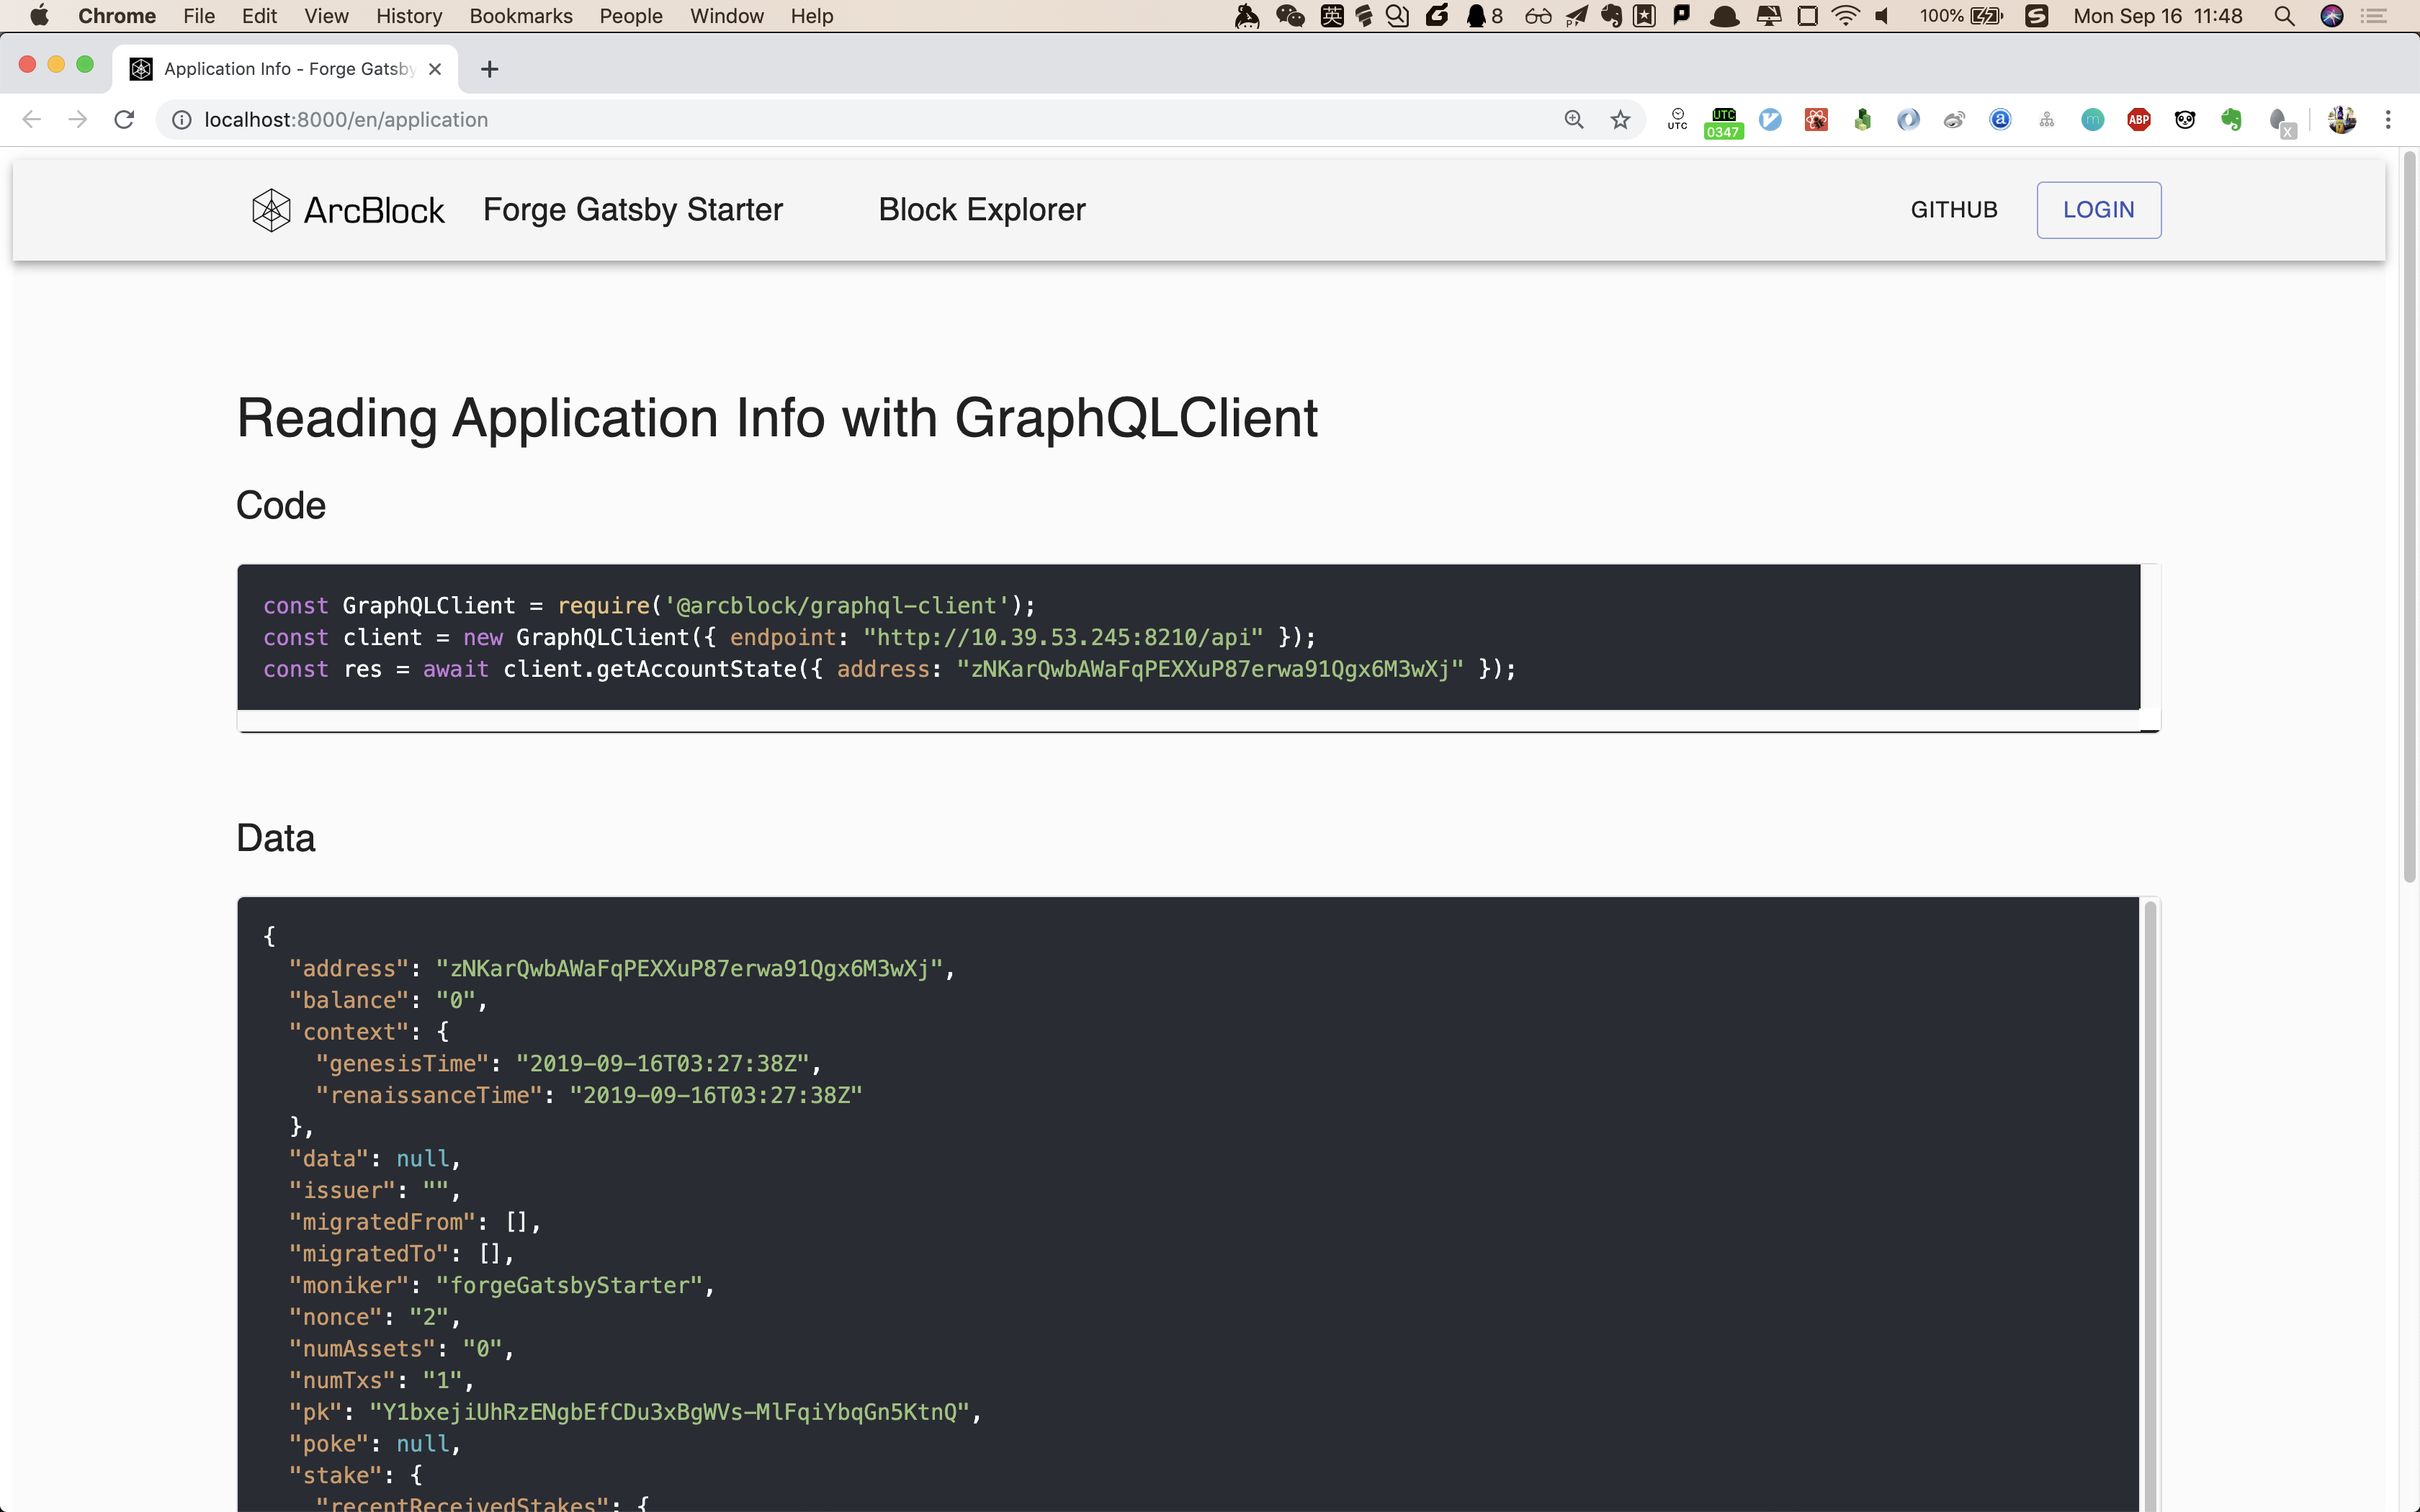 Chrome File Edit View History Bookmarks People Window Help 英 8 100% Mon Sep 16 11:48
Application Info - Forge Gatsby
localhost:8000/en/application UTC UTC 0347 ABP
ArcBlock Forge Gatsby Starter Block Explorer GITHUB LOGIN
Reading Application Info with GraphQLClient
Code
const GraphQLClient = require('@arcblock/graphql-client');
const client = new GraphQLClient({ endpoint: "http://10.39.53.245:8210/api" });
const res = await client.getAccountState({ address: "zNKarQwbAWaFqPEXXuP87erwa91Qgx6M3wXj" });
Data
{
"address": "zNKarQwbAWaFqPEXXuP87erwa91Qgx6M3wXj",
"balance": "0",
"context": {
"genesisTime": "2019-09-16T03:27:38Z",
"renaissanceTime": "2019-09-16T03:27:38Z"
},
"data": null,
"issuer": "",
"migratedFrom": [],
"migratedTo": [],
"moniker": "forgeGatsbyStarter",
"nonce": "2",
"numAssets": "0",
"numTxs": "1",
"pk": "Y1bxejiUhRzENgbEfCDu3xBgWVs-MlFqiYbqGn5KtnQ",
"poke": null,
"stake": {
"recentReceivedStakes": {